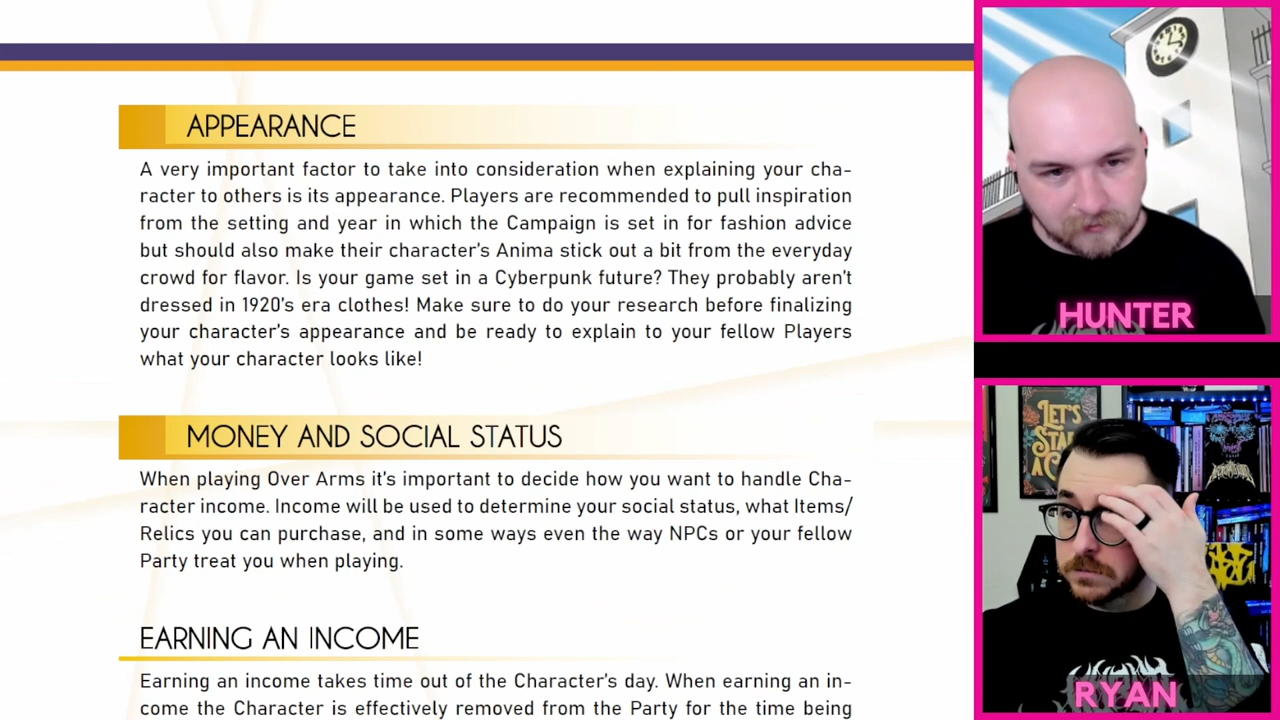 APPEARANCE
A very important factor to take into consideration when explaining your cha-
racter to others is its appearance. Players are recommended to pull inspiration
from the setting and year in which the Campaign is set in for fashion advice
but should also make their character's Anima stick out a bit from the everyday
crowd for flavor. Is your game set in a Cyberpunk future? They probably aren't
dressed in 1920's era clothes! Make sure to do your research before finalizing
your character's appearance and be ready to explain to your fellow Players
what your character looks like!
MONEY AND SOCIAL STATUS
When playing Over Arms it's important to decide how you want to handle Cha-
racter income. Income will be used to determine your social status, what Items/
Relics you can purchase, and in some ways even the way NPCs or your fellow
Party treat you when playing.
EARNING AN INCOME
Earning an income takes time out of the Character's day. When earning an in-
come the Character is effectively removed from the Party for the time being
HUNTER
LET'S
RYAN